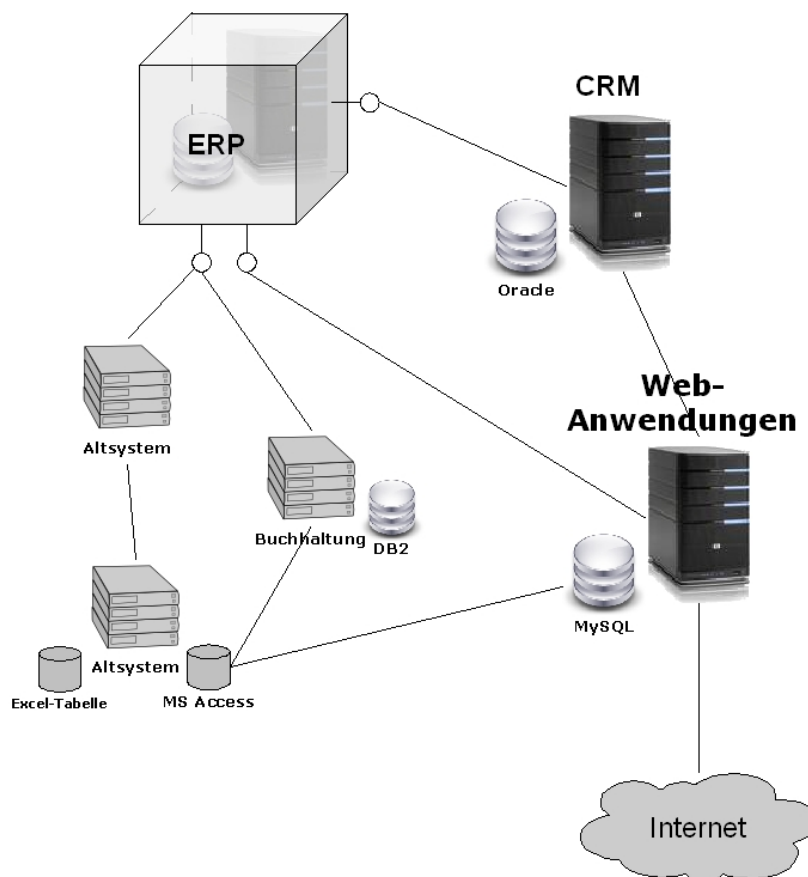 CRM
ERP
Oracle
Web-
Anwendungen
Altsystem
Buchhaltung
DB2
MySQL
Altsystem
Excel-Tabelle
MS Access
Internet